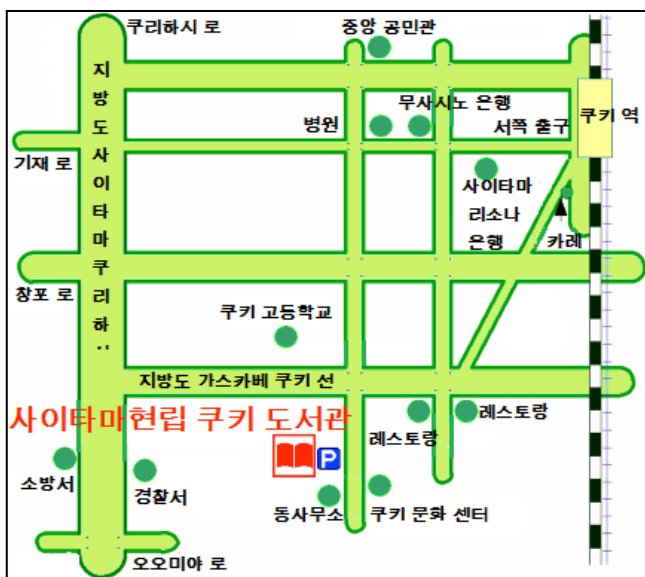 쿠리하시 로
중앙 공민관
지방도사이타마쿠리하
무사시노 은행
병원
서쪽 출구
쿠키 역
기재 로
사이타마
리소나
은행
카레
창포 로
쿠키 고등학교
지방도 가스카베 쿠키 선
사이타마현립 쿠키 도서관
레스토랑
레스토랑
P
소방서
경찰서
동사무소
쿠키 문화 센터
오오미야 로